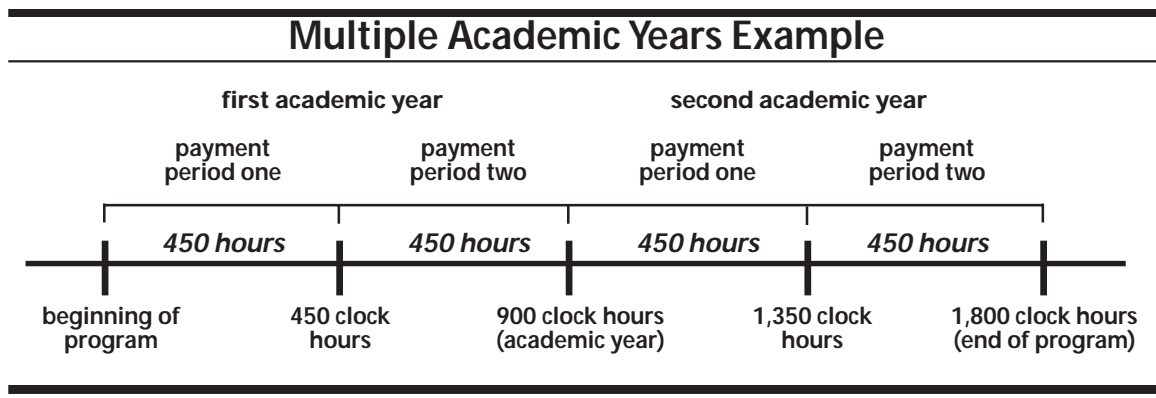 Multiple Academic Years Example
first academic year
second academic year
payment
period one
payment
period two
payment
period one
payment
period two
450 hours
450 hours
450 hours
450 hours
beginning of
program
450 clock
hours
900 clock hours
(academic year)
1,350 clock
hours
1,800 clock hours
(end of program)